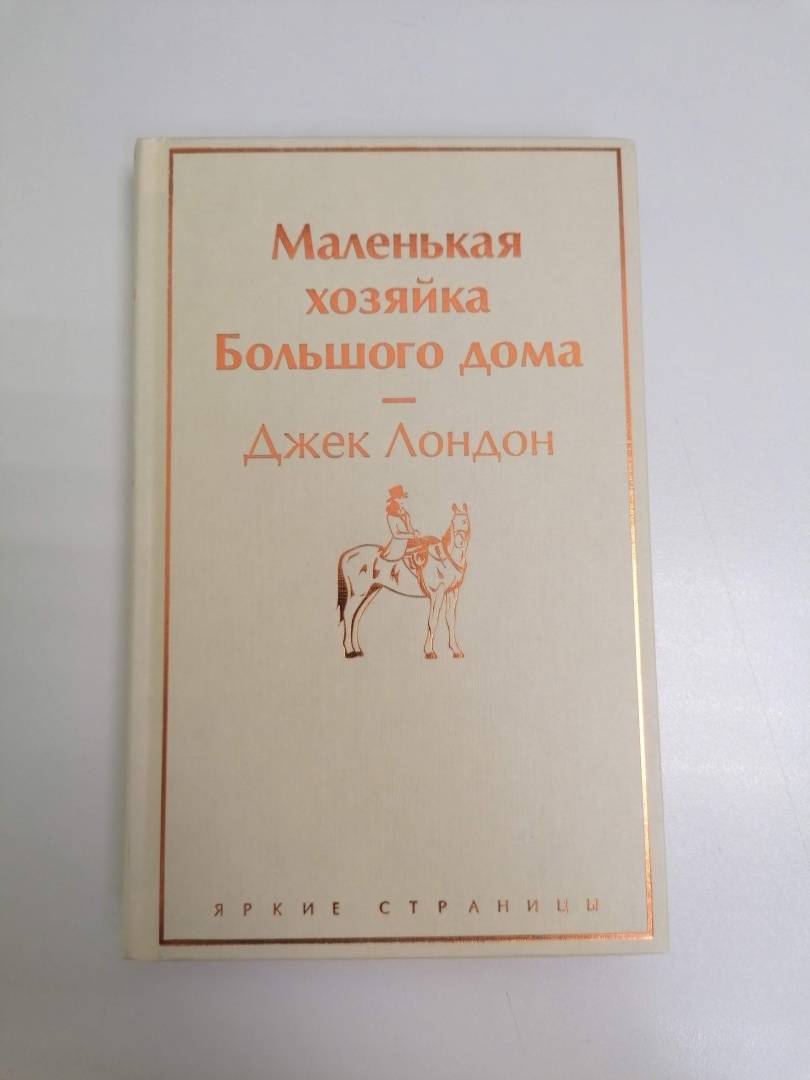 Маленькая
хозяйка
Большого дома
—
Джек Лондон
ЯРКИЕ СТРАНИЦЫ